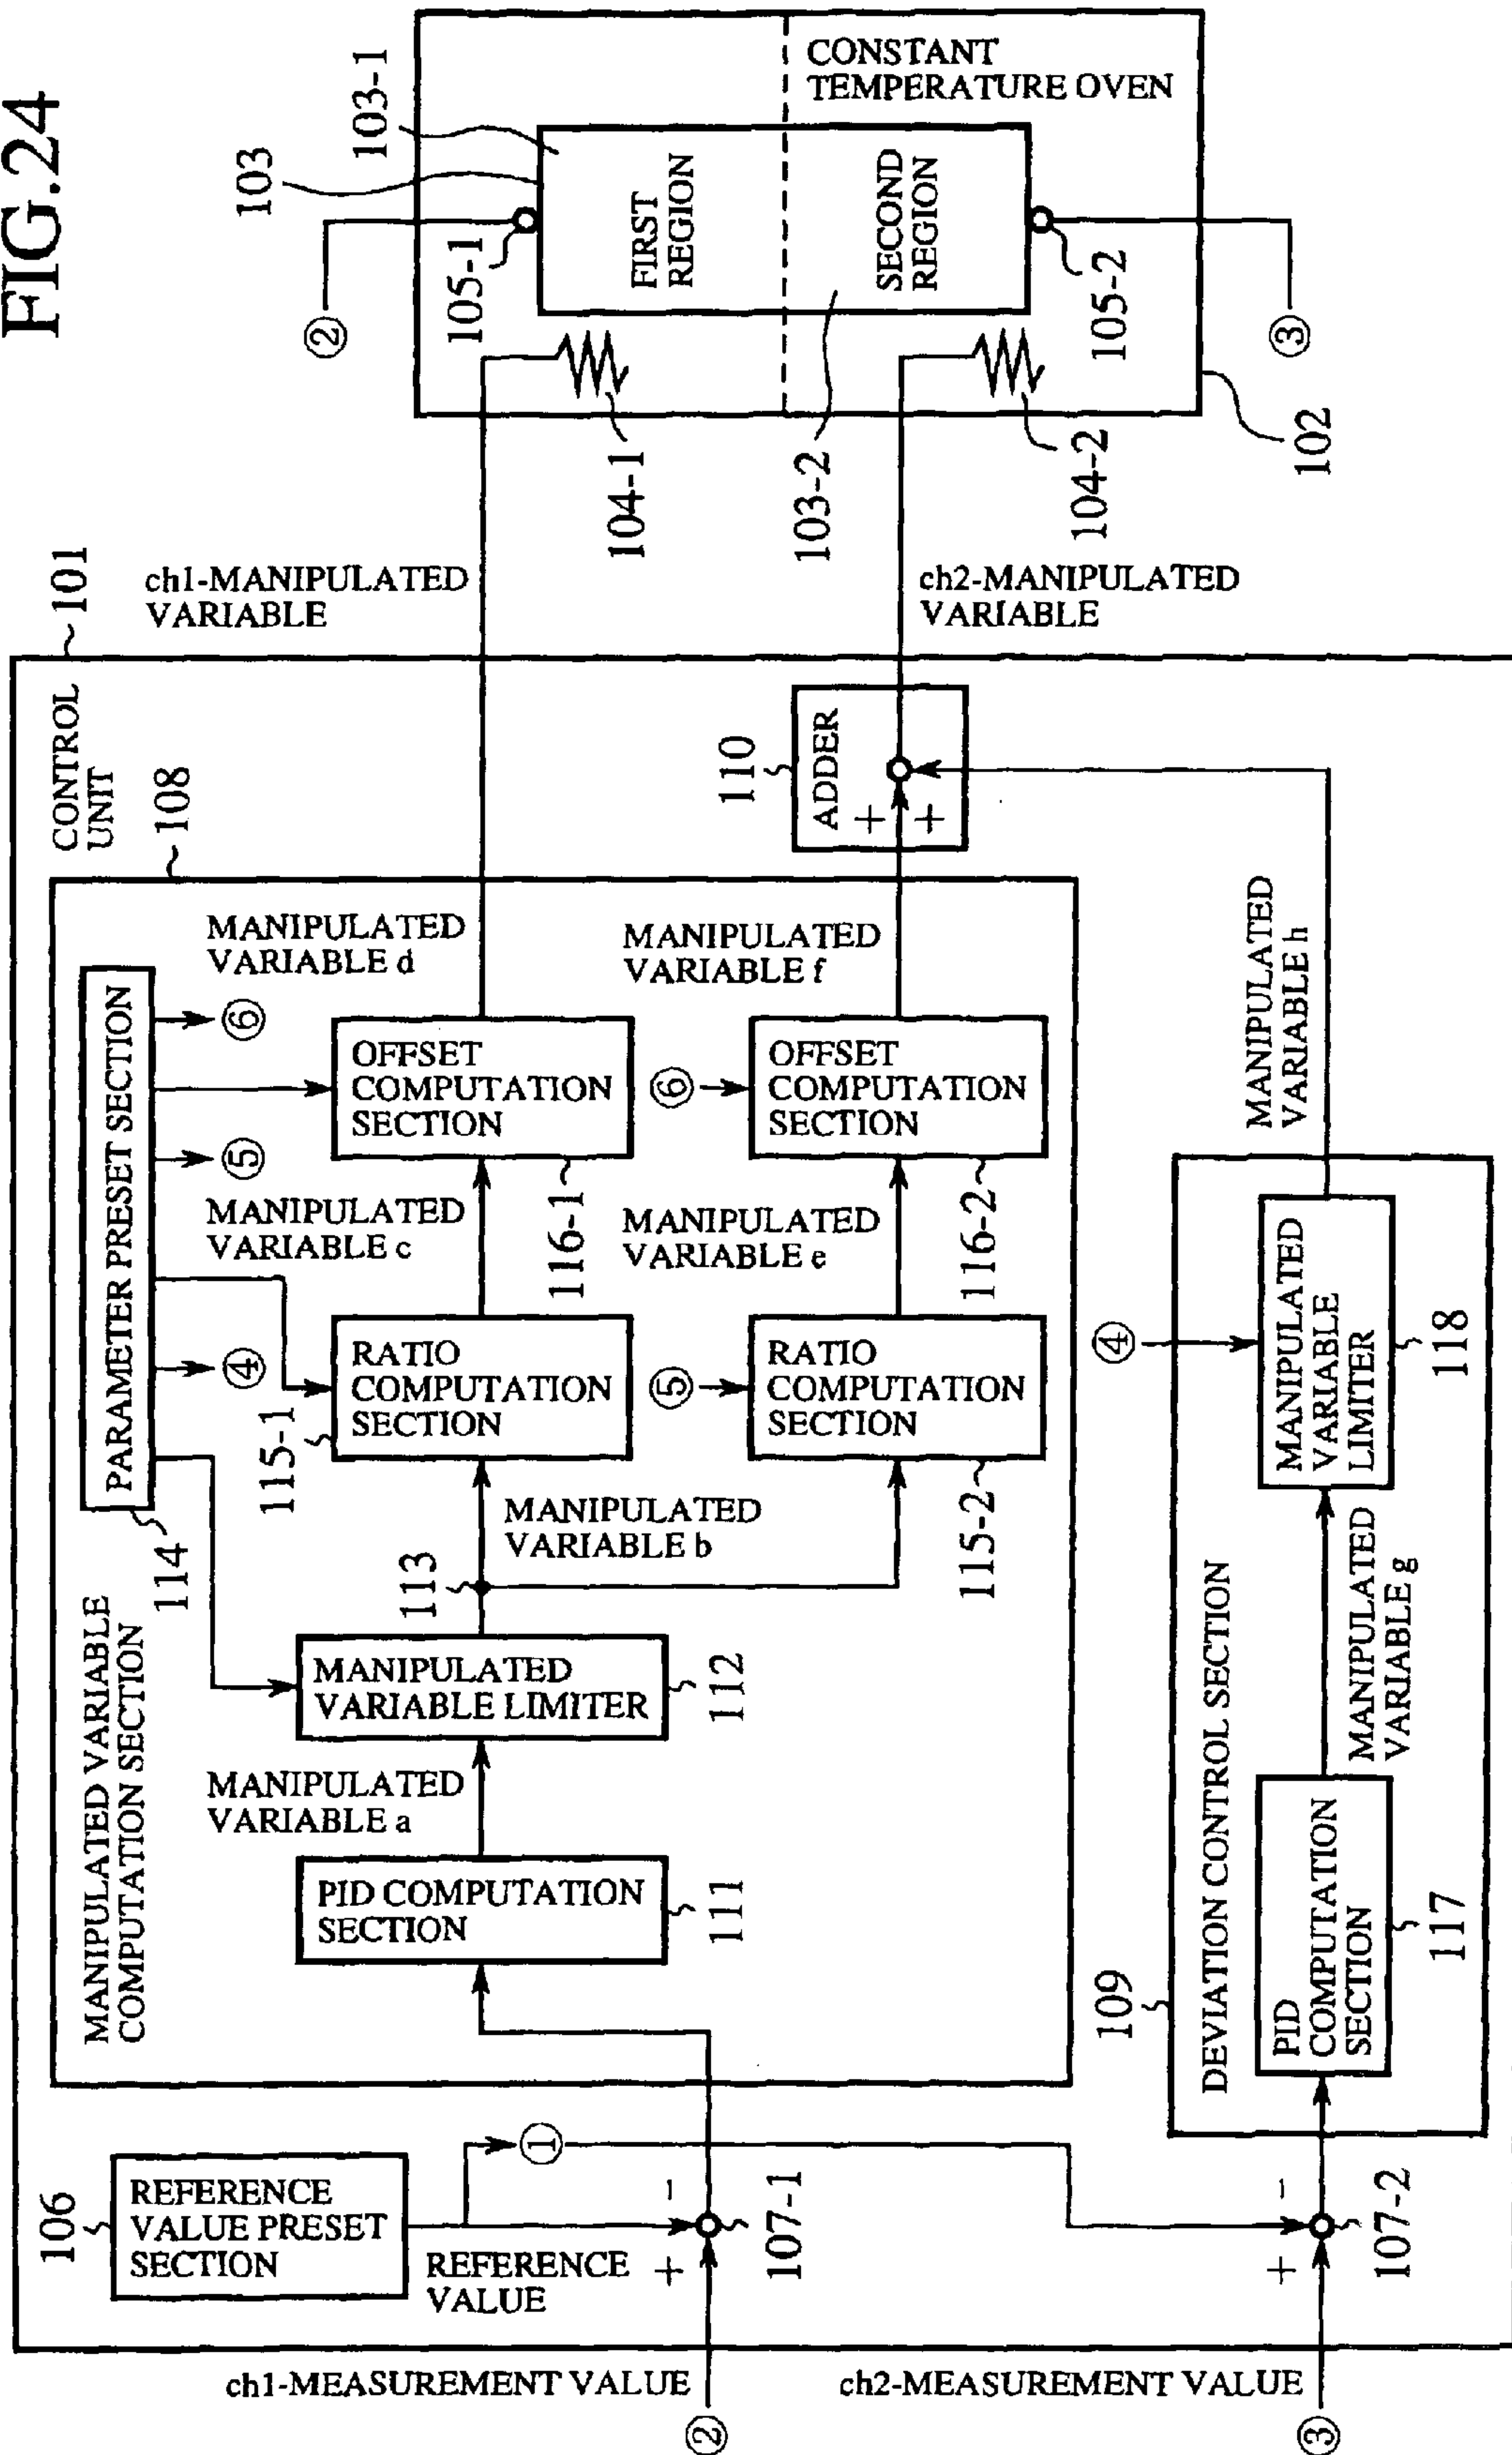 FIG.24
CONTROL
UNIT
101
MANIPULATED VARIABLE
COMPUTATION SECTION
108
114
PARAMETER PRESET SECTION
④
⑤
⑥
106
REFERENCE
VALUE PRESET
SECTION
REFERENCE
VALUE
①
+
−
107-1
ch1-MEASUREMENT VALUE
②
PID COMPUTATION
SECTION
111
MANIPULATED
VARIABLE a
MANIPULATED
VARIABLE LIMITER
112
113
MANIPULATED
VARIABLE b
115-1
RATIO
COMPUTATION
SECTION
MANIPULATED
VARIABLE c
116-1
OFFSET
COMPUTATION
SECTION
MANIPULATED
VARIABLE d
ch1-MANIPULATED
VARIABLE
⑤
RATIO
COMPUTATION
SECTION
115-2
MANIPULATED
VARIABLE e
⑥
OFFSET
COMPUTATION
SECTION
116-2
MANIPULATED
VARIABLE f
110
ADDER
+
+
ch2-MANIPULATED
VARIABLE
ch2-MEASUREMENT VALUE
③
+
−
107-2
109
DEVIATION CONTROL SECTION
PID
COMPUTATION
SECTION
117
MANIPULATED
VARIABLE g
④
MANIPULATED
VARIABLE
LIMITER
118
MANIPULATED
VARIABLE h
②
103
103-1
105-1
FIRST
REGION
104-1
CONSTANT
TEMPERATURE OVEN
SECOND
REGION
103-2
104-2
105-2
102
③